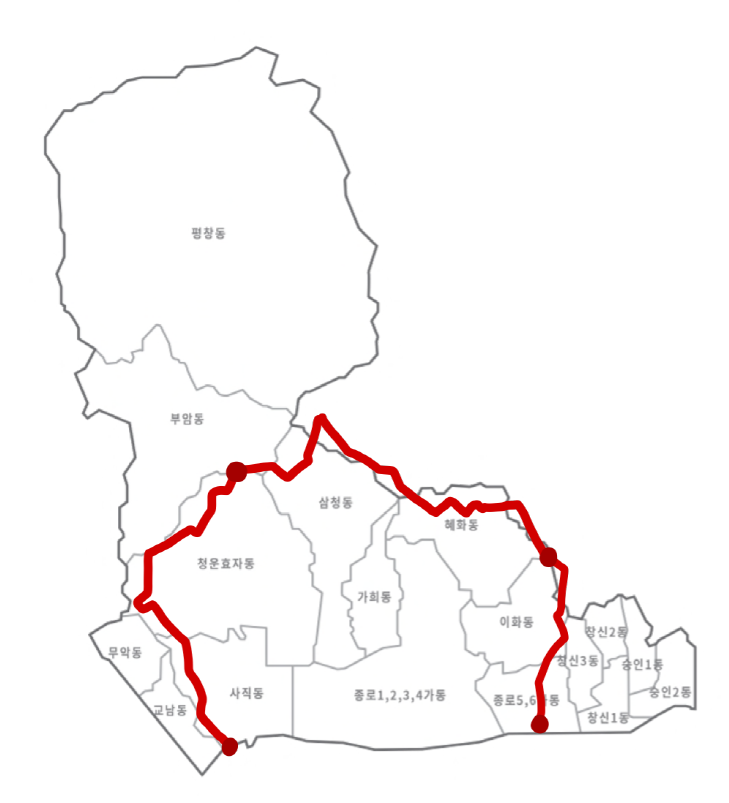 평창동
부암동
삼청동
혜화동
청운효자동
가회동
이화동
창신2동
무악동
창신3동
숭인1동
사직동
종로1,2,3,4가동
숭인2동
종로5,6가동
교남동
창신1동